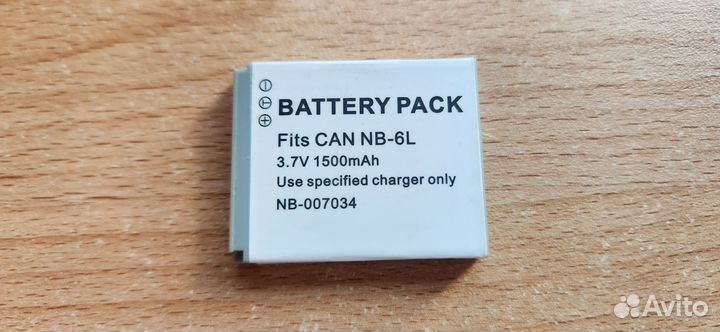 BATTERY PACK
Fits CAN NB-6L
3.7V 1500mAh
Use specified charger only
NB-007034
Avito